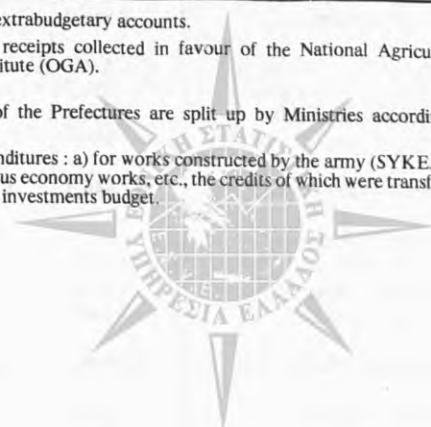 extrabudgetary accounts.
receipts collected in favour of the National Agricu
itute (OGA).
of the Prefectures are split up by Ministries accordi
nditures : a) for works constructed by the army (SYKE
us economy works, etc., the credits of which were transf
investments budget.
ΕΘΝΙΚΗ ΣΤΑΤΙΣΤΙΚΗ
ΥΠΗΡΕΣΙΑ ΕΛΛΑΔΟΣ